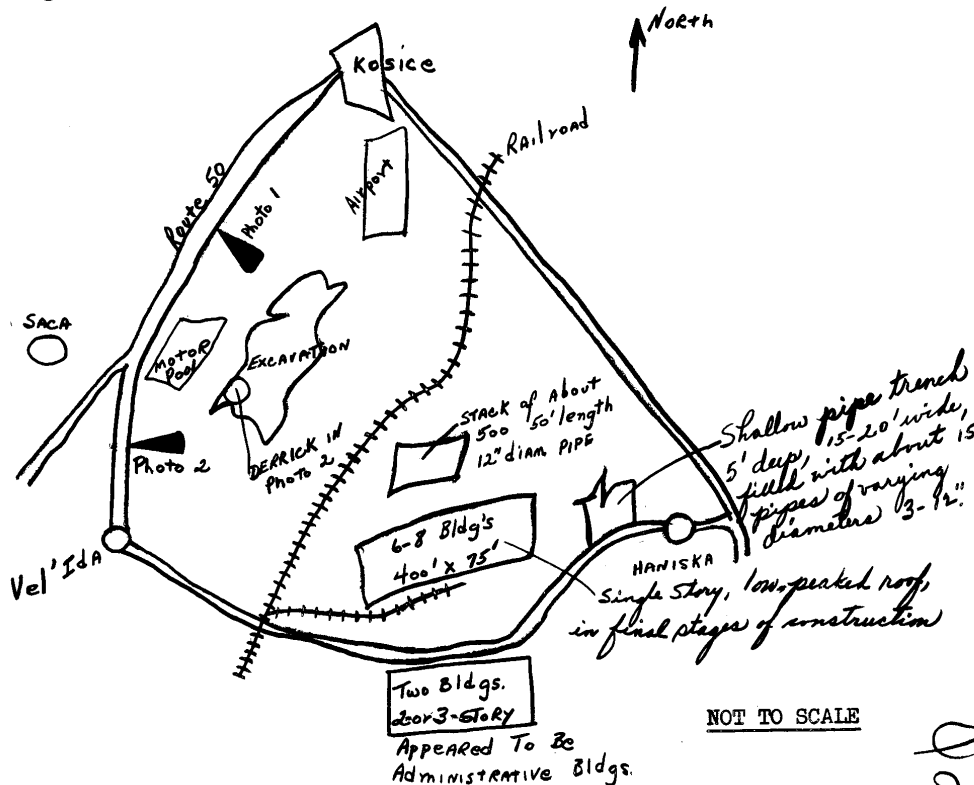 North
Kosice
Railroad
Airport
Route 50
Photo 1
SACA
MOTOR
Pool
EXCAVATION
STACK of About
500 50' length
12" diam PIPE
Shallow pipe trench
5' deep, 15-20' wide,
filled with about 15
pipes of varying
diameters 3-12"
Photo 2
DERRICK IN
Photo 2
6-8 Bldg's
400' x 75'
HANISKA
Vel' IdA
Single Story, low-peaked roof,
in final stages of construction
Two Bldgs.
2 or 3-STORY
Appeared To Be
Administrative Bldgs.
NOT TO SCALE